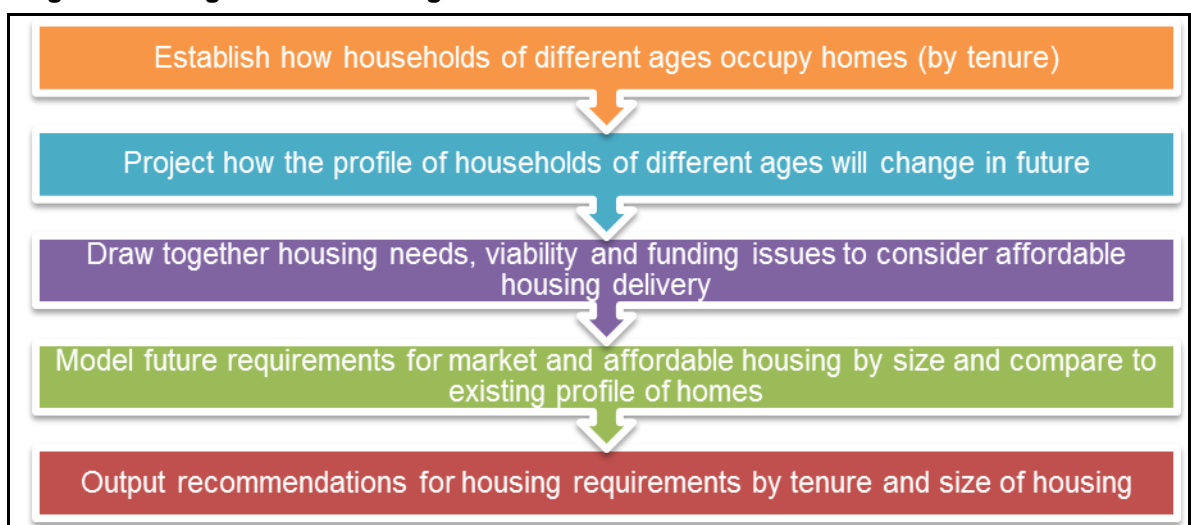 Establish how households of different ages occupy homes (by tenure)
Project how the profile of households of different ages will change in future
Draw together housing needs, viability and funding issues to consider affordable
housing delivery
Model future requirements for market and affordable housing by size and compare to
existing profile of homes
Output recommendations for housing requirements by tenure and size of housing